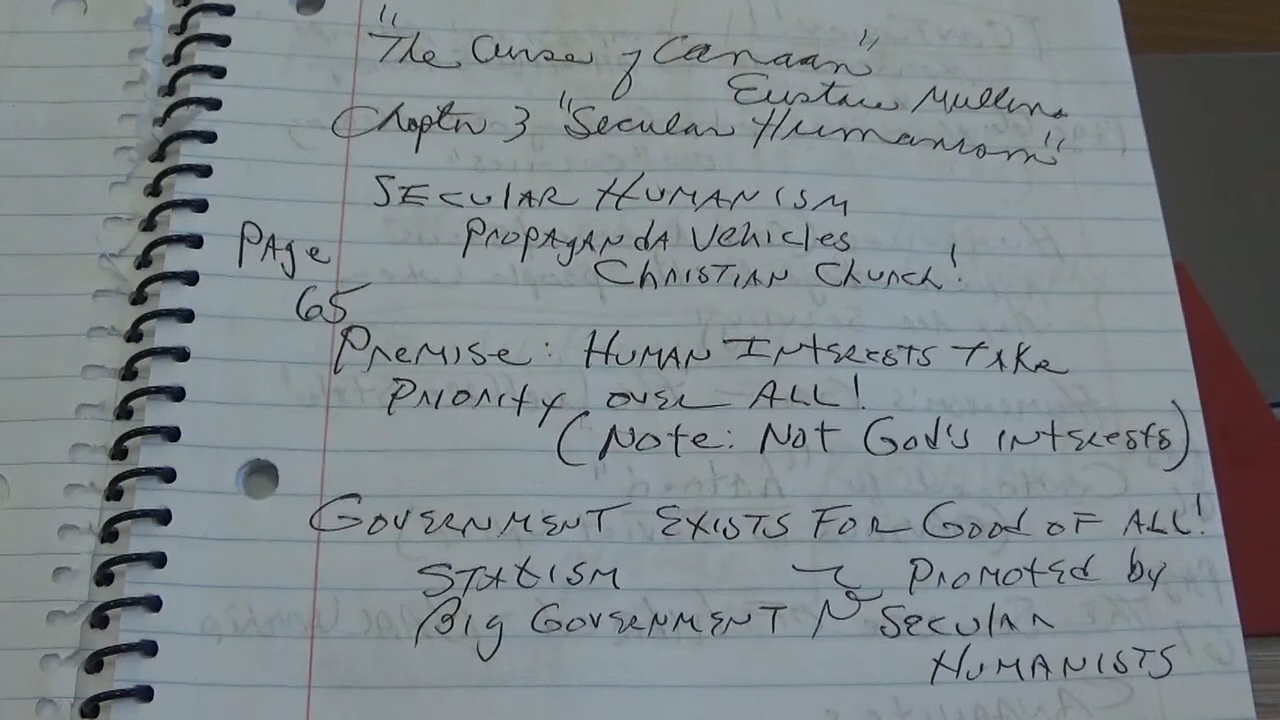 "The Curse of Canaan"
Eustace Mullins
Chapter 3 "Secular Humanism"
SECULAR HUMANISM
PROPAGANDA VEHICLES
CHRISTIAN CHURCH!
PAge
65
PREMISE: HUMAN INTERESTS TAKE
PRIORITY OVER ALL!
(NOTE: NOT GOD'S INTERESTS)
GOVERNMENT EXISTS FOR GOOD OF ALL!
STATISM PROMOTED by
BIG GOVERNMENT SECULAR
HUMANISTS